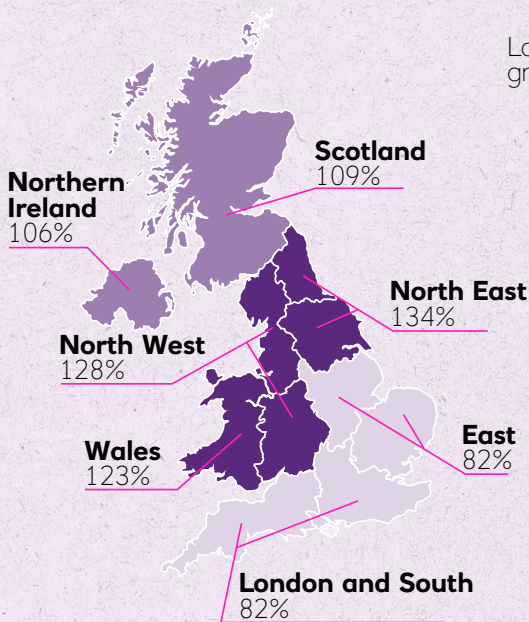 Scotland
109%
Northern
Ireland
106%
North East
134%
North West
128%
Wales
123%
East
82%
London and South
82%